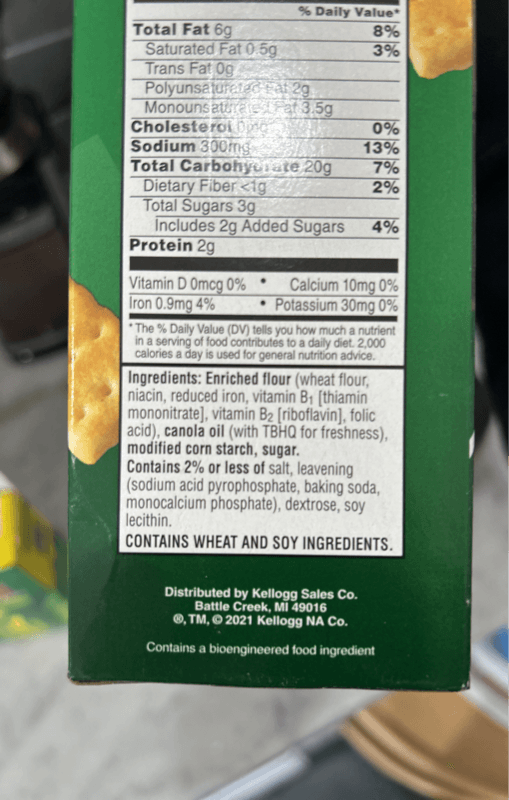 % Daily Value*
Total Fat 6g 8%
Saturated Fat 0.5g 3%
Trans Fat 0g
Polyunsaturated Fat 2g
Monounsaturated Fat 3.5g
Cholesterol 0mg 0%
Sodium 300mg 13%
Total Carbohydrate 20g 7%
Dietary Fiber <1g 2%
Total Sugars 3g
Includes 2g Added Sugars 4%
Protein 2g
Vitamin D 0mcg 0% • Calcium 10mg 0%
Iron 0.9mg 4% • Potassium 30mg 0%
* The % Daily Value (DV) tells you how much a nutrient
in a serving of food contributes to a daily diet. 2,000
calories a day is used for general nutrition advice.
Ingredients: Enriched flour (wheat flour,
niacin, reduced iron, vitamin B1 [thiamin
mononitrate], vitamin B2 [riboflavin], folic
acid), canola oil (with TBHQ for freshness),
modified corn starch, sugar.
Contains 2% or less of salt, leavening
(sodium acid pyrophosphate, baking soda,
monocalcium phosphate), dextrose, soy
lecithin.
CONTAINS WHEAT AND SOY INGREDIENTS.
Distributed by Kellogg Sales Co.
Battle Creek, MI 49016
®, TM, © 2021 Kellogg NA Co.
Contains a bioengineered food ingredient